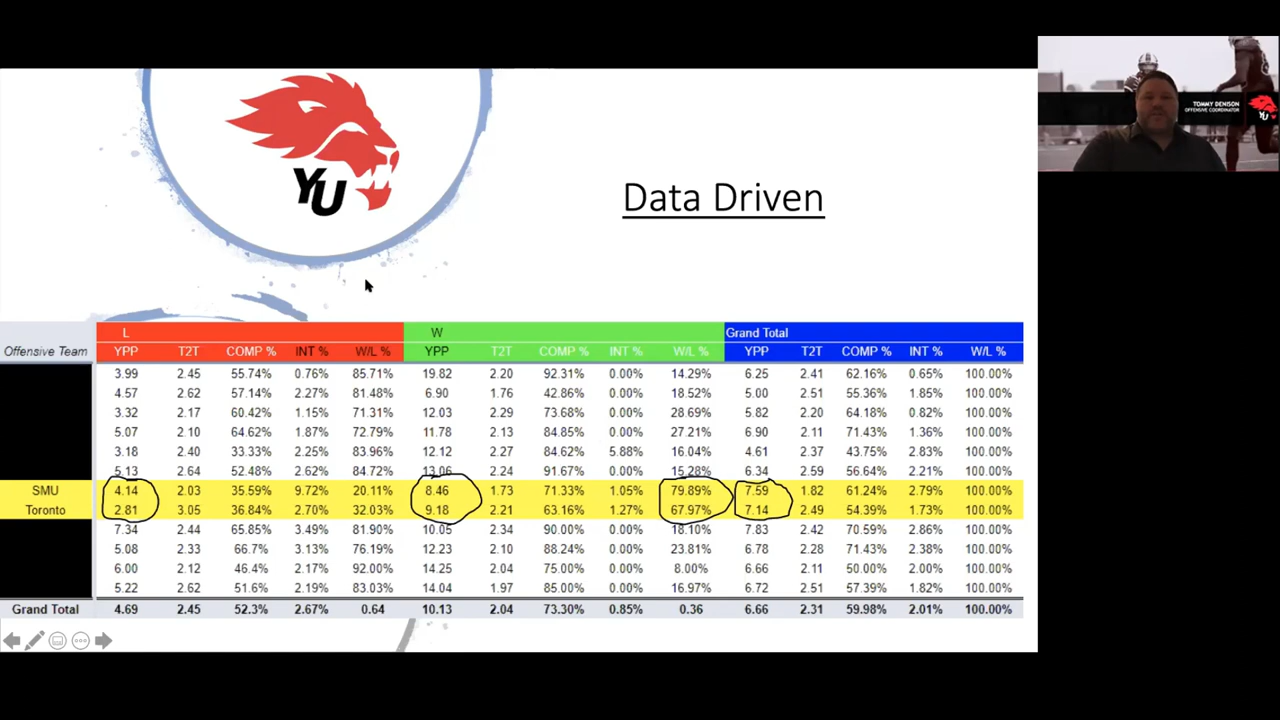 YU
Data Driven
TOMMY DENISON
OFFENSIVE COORDINATOR
YU
L W Grand Total
Offensive Team YPP T2T COMP % INT % W/L % YPP T2T COMP % INT % W/L % YPP T2T COMP % INT % W/L %
3.99 2.45 55.74% 0.76% 85.71% 19.82 2.20 92.31% 0.00% 14.29% 6.25 2.41 62.16% 0.65% 100.00%
4.57 2.62 57.14% 2.27% 81.48% 6.90 1.76 42.86% 0.00% 18.52% 5.00 2.51 55.36% 1.85% 100.00%
3.32 2.17 60.42% 1.15% 71.31% 12.03 2.29 73.68% 0.00% 28.69% 5.82 2.20 64.18% 0.82% 100.00%
5.07 2.10 64.62% 1.87% 72.79% 11.78 2.13 84.85% 0.00% 27.21% 6.90 2.11 71.43% 1.36% 100.00%
3.18 2.40 33.33% 2.25% 83.96% 12.12 2.27 84.62% 5.88% 16.04% 4.61 2.37 43.75% 2.83% 100.00%
5.13 2.64 52.48% 2.62% 84.72% 13.06 2.24 91.67% 0.00% 15.28% 6.34 2.59 56.64% 2.21% 100.00%
SMU 4.14 2.03 35.59% 9.72% 20.11% 8.46 1.73 71.33% 1.05% 79.89% 7.59 1.82 61.24% 2.79% 100.00%
Toronto 2.81 3.05 36.84% 2.70% 32.03% 9.18 2.21 63.16% 1.27% 67.97% 7.14 2.49 54.39% 1.73% 100.00%
7.34 2.44 65.85% 3.49% 81.90% 10.05 2.34 90.00% 0.00% 18.10% 7.83 2.42 70.59% 2.86% 100.00%
5.08 2.33 66.7% 3.13% 76.19% 12.23 2.10 88.24% 0.00% 23.81% 6.78 2.28 71.43% 2.38% 100.00%
6.00 2.12 46.4% 2.17% 92.00% 14.25 2.04 75.00% 0.00% 8.00% 6.66 2.11 50.00% 2.00% 100.00%
5.22 2.62 51.6% 2.19% 83.03% 14.04 1.97 85.00% 0.00% 16.97% 6.72 2.51 57.39% 1.82% 100.00%
Grand Total 4.69 2.45 52.3% 2.67% 0.64 10.13 2.04 73.30% 0.85% 0.36 6.66 2.31 59.98% 2.01% 100.00%